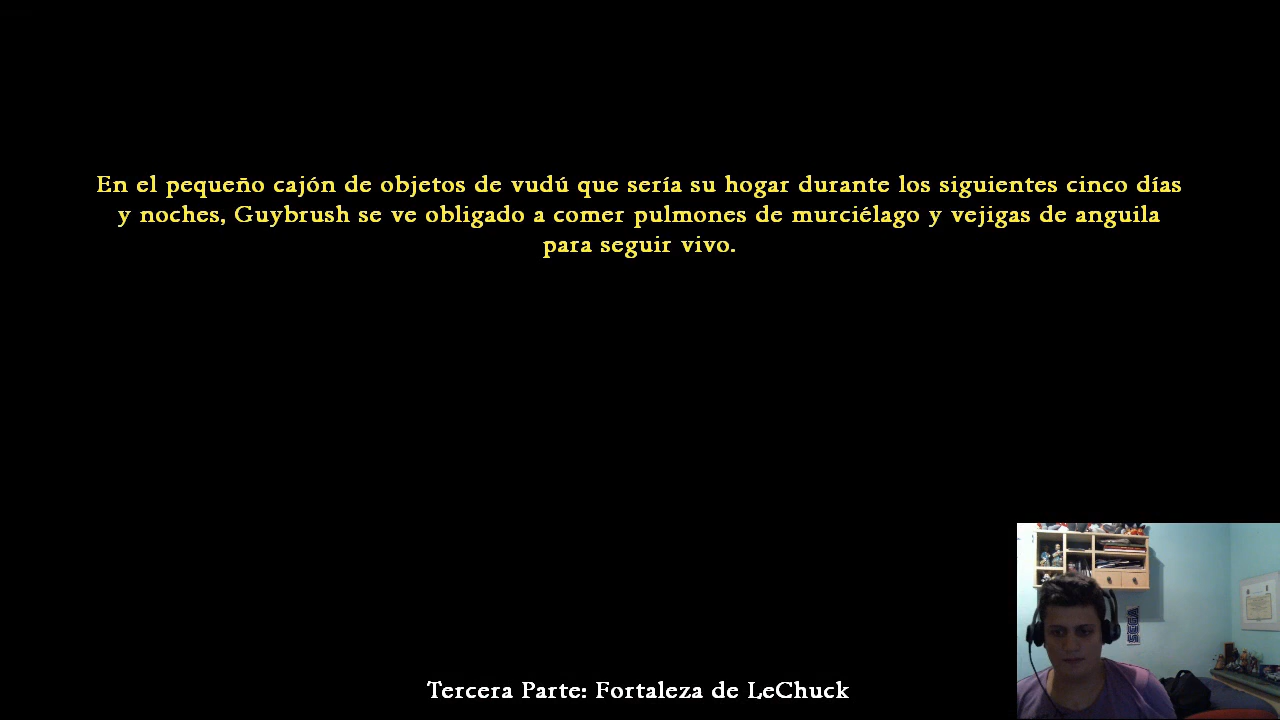 En el pequeño cajón de objetos de vudú que sería su hogar durante los siguientes cinco días
y noches, Guybrush se ve obligado a comer pulmones de murciélago y vejigas de anguila
para seguir vivo.
Tercera Parte: Fortaleza de LeChuck
SEGA